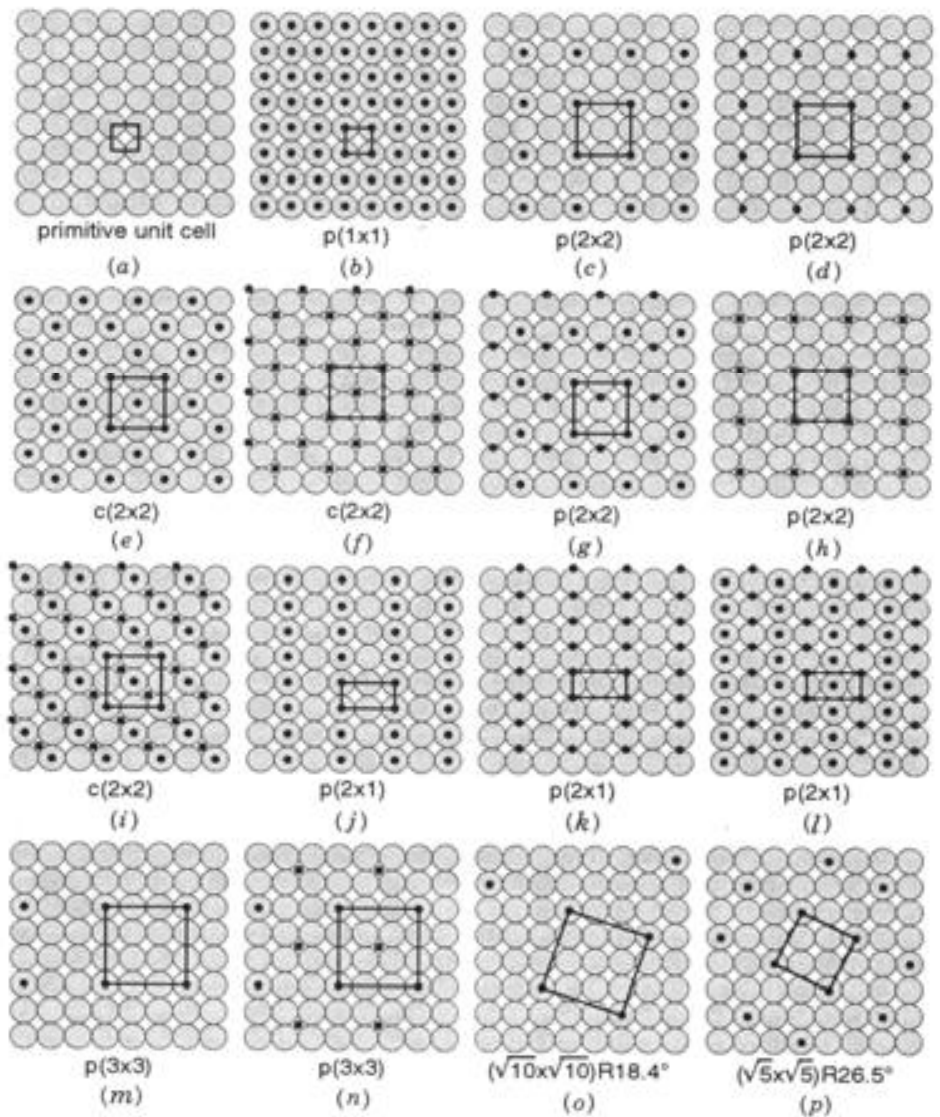 primitive unit cell
(a)
p(1x1)
(b)
p(2x2)
(c)
p(2x2)
(d)
c(2x2)
(e)
c(2x2)
(f)
p(2x2)
(g)
p(2x2)
(h)
c(2x2)
(i)
p(2x1)
(j)
p(2x1)
(k)
p(2x1)
(l)
p(3x3)
(m)
p(3x3)
(n)
(√10x√10)R18.4°
(o)
(√5x√5)R26.5°
(p)